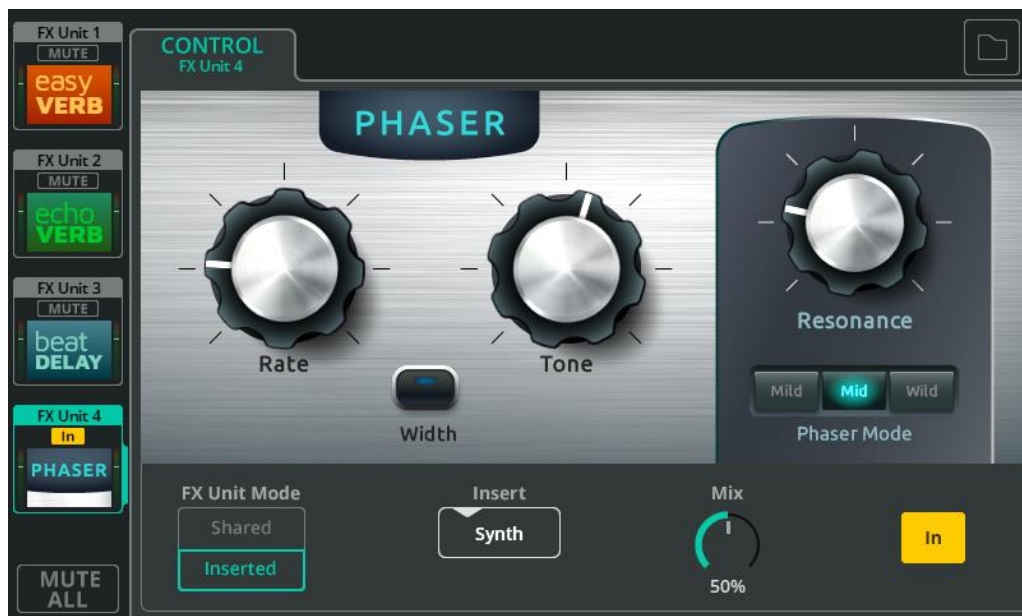 FX Unit 1
MUTE
easy
VERB
FX Unit 2
MUTE
echo
VERB
FX Unit 3
MUTE
beat
DELAY
FX Unit 4
In
PHASER
MUTE
ALL
CONTROL
FX Unit 4
PHASER
Rate
Tone
Width
Resonance
Mild Mid Wild
Phaser Mode
FX Unit Mode
Shared
Inserted
Insert
Synth
Mix
50%
In